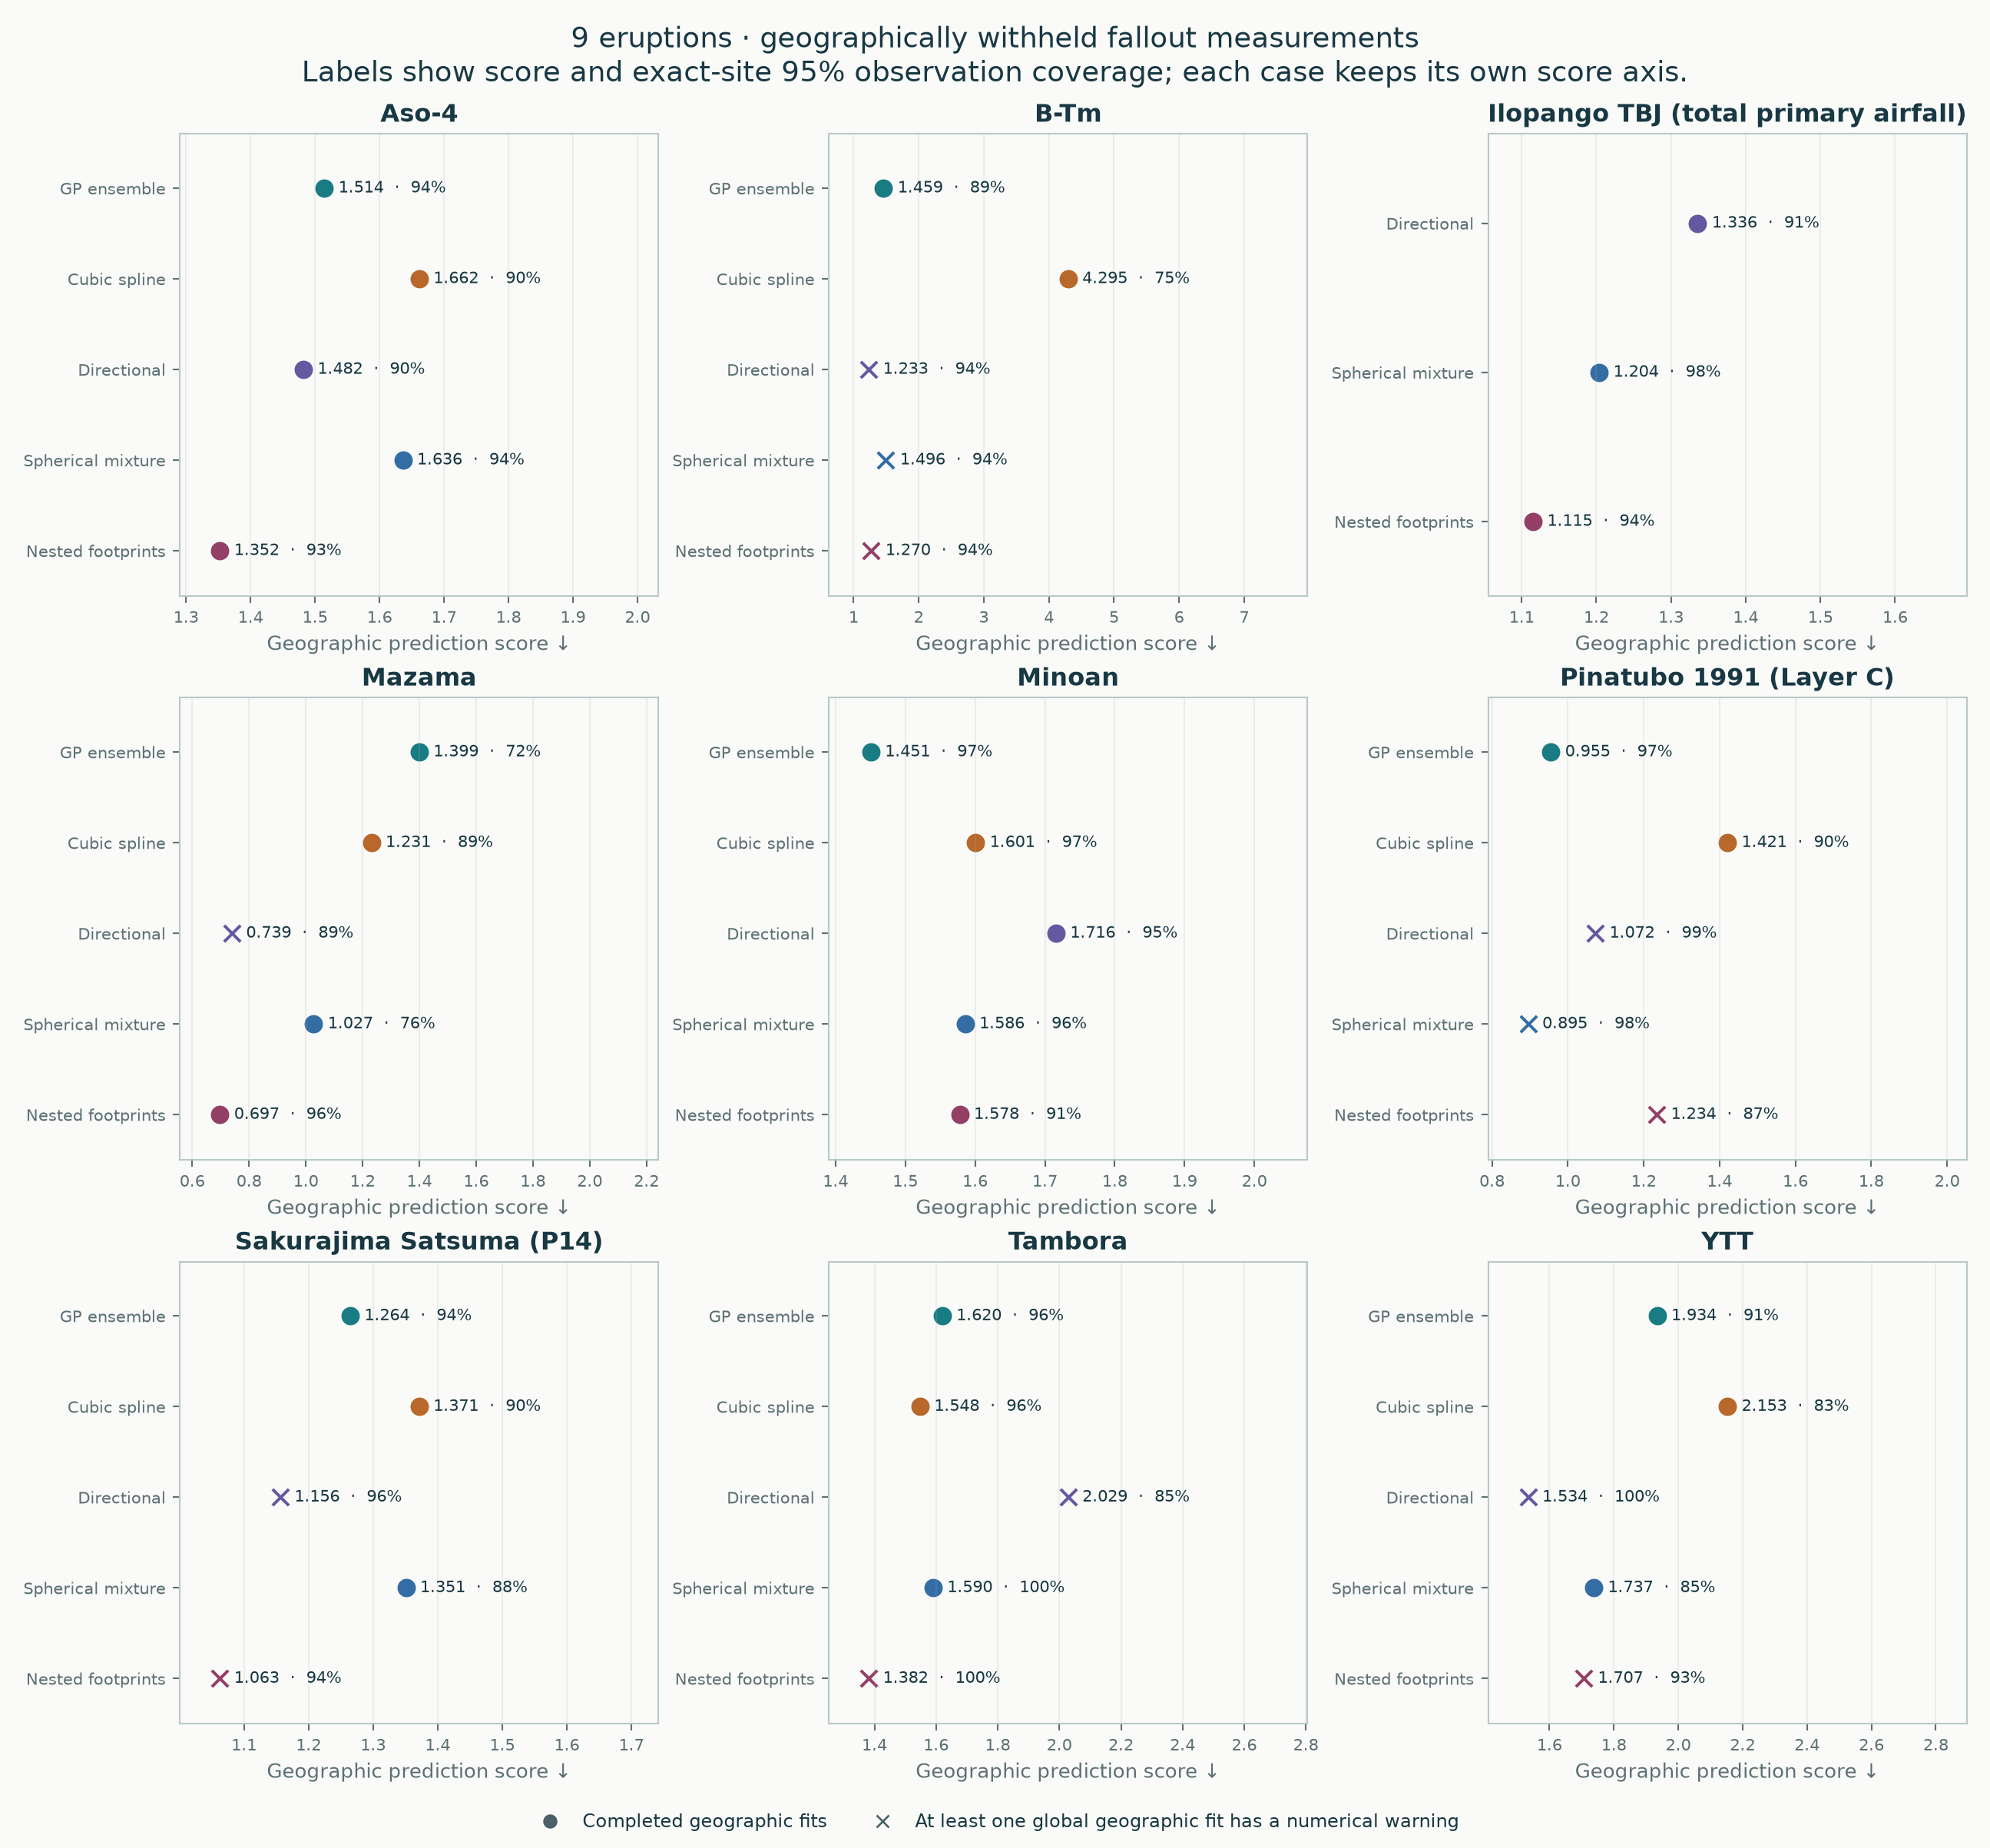 9 eruptions · geographically withheld fallout measurements
Labels show score and exact-site 95% observation coverage; each case keeps its own score axis.
Aso-4
GP ensemble
1.514 · 94%
Cubic spline
1.662 · 90%
Directional
1.482 · 90%
Spherical mixture
1.636 · 94%
Nested footprints
1.352 · 93%
1.3 1.4 1.5 1.6 1.7 1.8 1.9 2.0
Geographic prediction score ↓
B-Tm
GP ensemble
1.459 · 89%
Cubic spline
4.295 · 75%
Directional
1.233 · 94%
Spherical mixture
1.496 · 94%
Nested footprints
1.270 · 94%
1 2 3 4 5 6 7
Geographic prediction score ↓
Ilopango TBJ (total primary airfall)
Directional
1.336 · 91%
Spherical mixture
1.204 · 98%
Nested footprints
1.115 · 94%
1.1 1.2 1.3 1.4 1.5 1.6
Geographic prediction score ↓
Mazama
GP ensemble
1.399 · 72%
Cubic spline
1.231 · 89%
Directional
0.739 · 89%
Spherical mixture
1.027 · 76%
Nested footprints
0.697 · 96%
0.6 0.8 1.0 1.2 1.4 1.6 1.8 2.0 2.2
Geographic prediction score ↓
Minoan
GP ensemble
1.451 · 97%
Cubic spline
1.601 · 97%
Directional
1.716 · 95%
Spherical mixture
1.586 · 96%
Nested footprints
1.578 · 91%
1.4 1.5 1.6 1.7 1.8 1.9 2.0
Geographic prediction score ↓
Pinatubo 1991 (Layer C)
GP ensemble
0.955 · 97%
Cubic spline
1.421 · 90%
Directional
1.072 · 99%
Spherical mixture
0.895 · 98%
Nested footprints
1.234 · 87%
0.8 1.0 1.2 1.4 1.6 1.8 2.0
Geographic prediction score ↓
Sakurajima Satsuma (P14)
GP ensemble
1.264 · 94%
Cubic spline
1.371 · 90%
Directional
1.156 · 96%
Spherical mixture
1.351 · 88%
Nested footprints
1.063 · 94%
1.1 1.2 1.3 1.4 1.5 1.6 1.7
Geographic prediction score ↓
Tambora
GP ensemble
1.620 · 96%
Cubic spline
1.548 · 96%
Directional
2.029 · 85%
Spherical mixture
1.590 · 100%
Nested footprints
1.382 · 100%
1.4 1.6 1.8 2.0 2.2 2.4 2.6 2.8
Geographic prediction score ↓
YTT
GP ensemble
1.934 · 91%
Cubic spline
2.153 · 83%
Directional
1.534 · 100%
Spherical mixture
1.737 · 85%
Nested footprints
1.707 · 93%
1.6 1.8 2.0 2.2 2.4 2.6 2.8
Geographic prediction score ↓
Completed geographic fits
At least one global geographic fit has a numerical warning